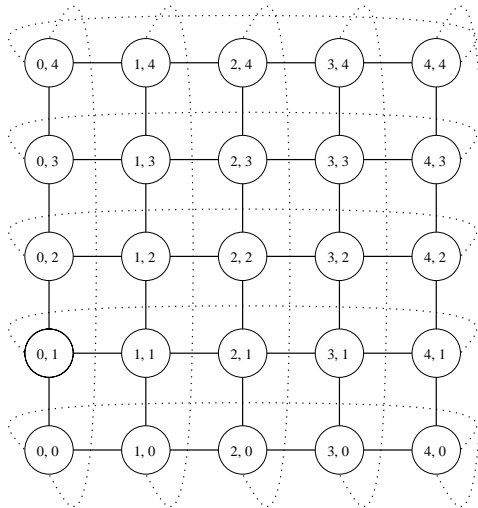 0, 4 1, 4 2, 4 3, 4 4, 4
0, 3 1, 3 2, 3 3, 3 4, 3
0, 2 1, 2 2, 2 3, 2 4, 2
0, 1 1, 1 2, 1 3, 1 4, 1
0, 0 1, 0 2, 0 3, 0 4, 0